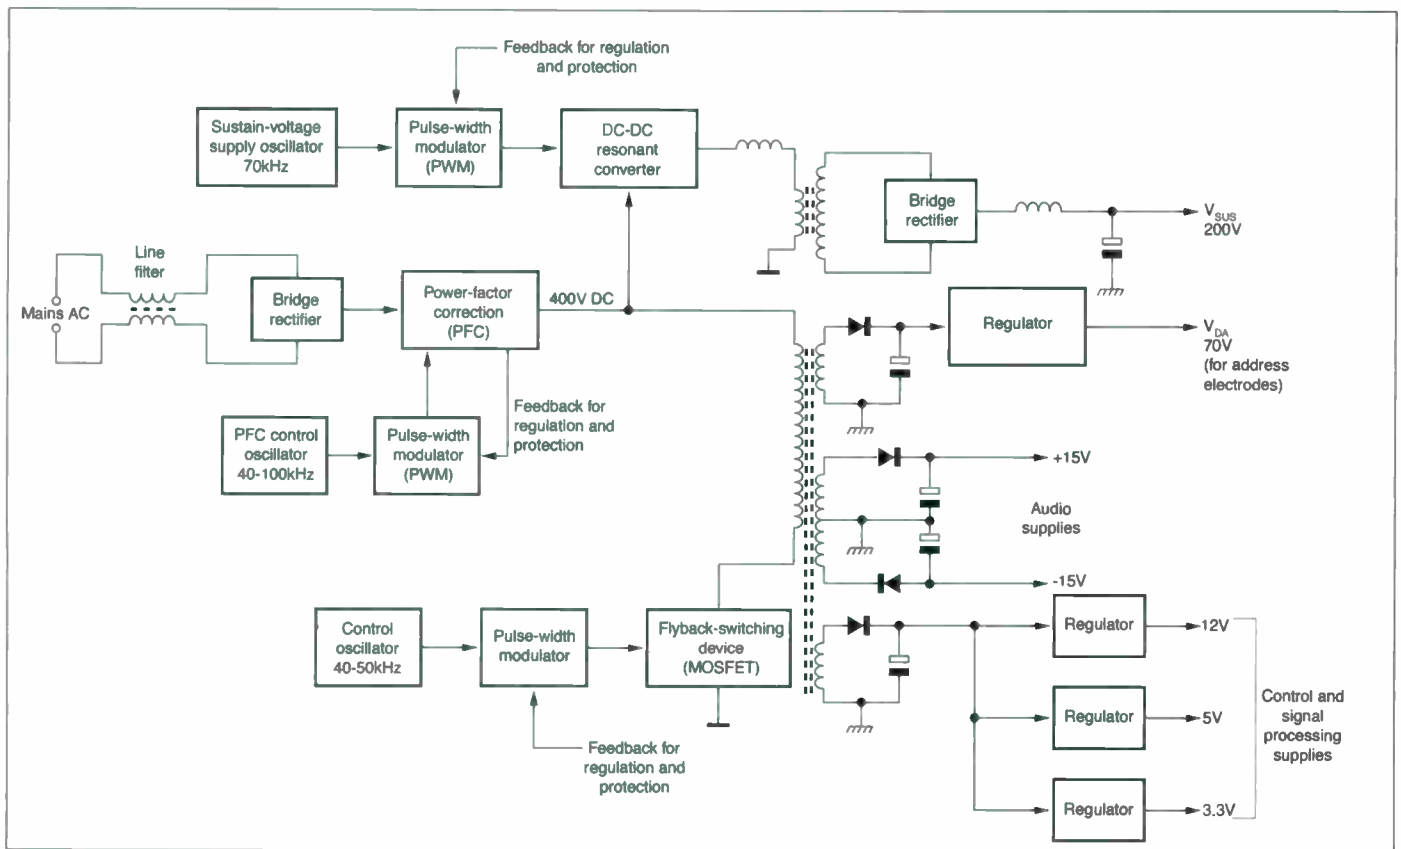 Feedback for regulation
and protection
Sustain-voltage
supply oscillator
70kHz
Pulse-width
modulator
(PWM)
DC-DC
resonant
converter
Bridge
rectifier
V_SUS
200V
Line
filter
Mains AC
Bridge
rectifier
Power-factor
correction
(PFC)
400V DC
Regulator
V_DA
70V
(for address
electrodes)
PFC control
oscillator
40-100kHz
Pulse-width
modulator
(PWM)
Feedback for
regulation and
protection
+15V
Audio
supplies
-15V
Control
oscillator
40-50kHz
Pulse-width
modulator
Flyback-switching
device
(MOSFET)
Feedback for
regulation and
protection
Regulator
12V
Regulator
5V
Regulator
3.3V
Control and
signal
processing
supplies